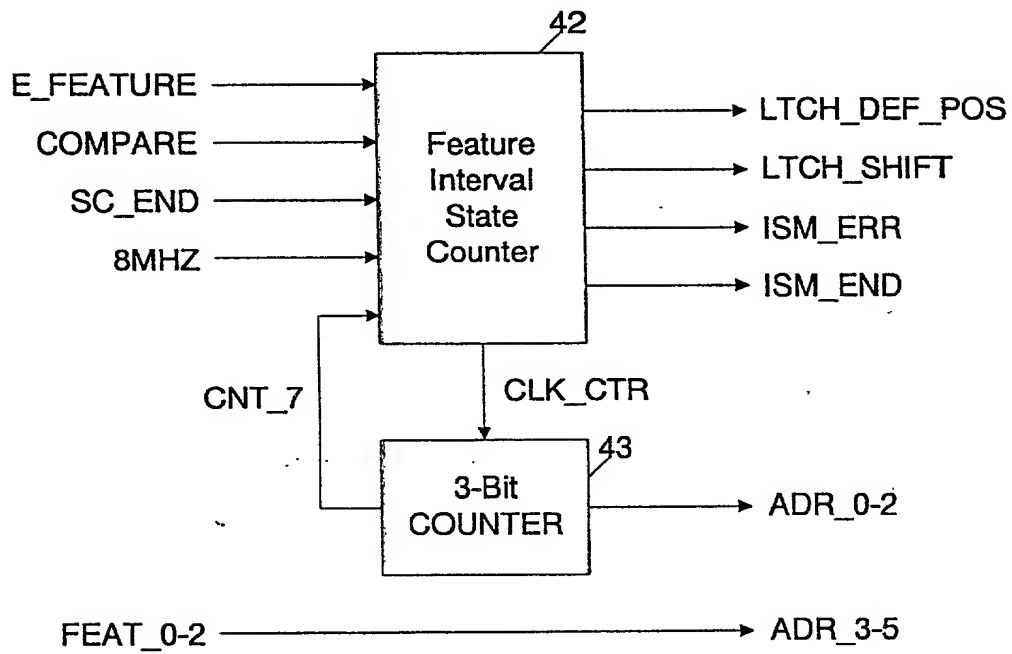 42
E_FEATURE
COMPARE
SC_END
8MHZ
Feature
Interval
State
Counter
LTCH_DEF_POS
LTCH_SHIFT
ISM_ERR
ISM_END
CNT_7
CLK_CTR
43
3-Bit
COUNTER
ADR_0-2
FEAT_0-2
ADR_3-5